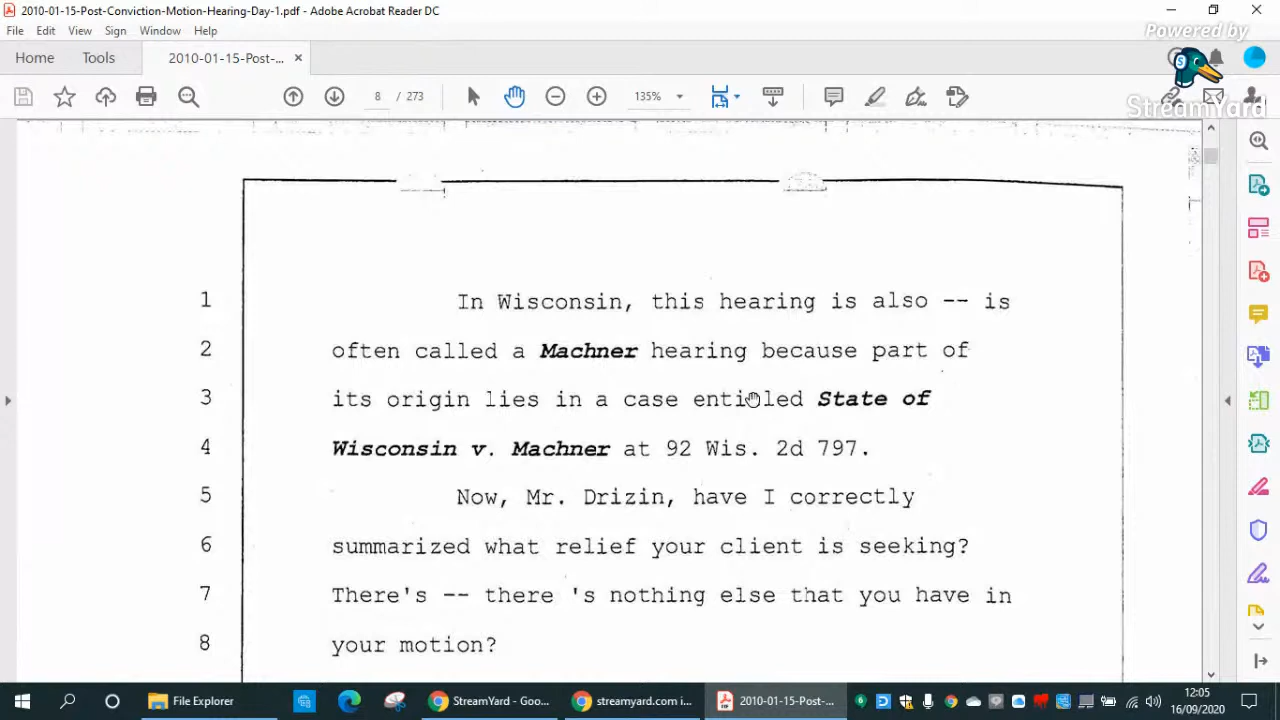 2010-01-15-Post-Conviction-Motion-Hearing-Day-1.pdf - Adobe Acrobat Reader DC
Powered by
File Edit View Sign Window Help
Home Tools 2010-01-15-Post-...
8 / 273 135%
StreamYard
1 In Wisconsin, this hearing is also -- is
2 often called a Machner hearing because part of
3 its origin lies in a case entitled State of
4 Wisconsin v. Machner at 92 Wis. 2d 797.
5 Now, Mr. Drizin, have I correctly
6 summarized what relief your client is seeking?
7 There's -- there 's nothing else that you have in
8 your motion?
File Explorer StreamYard - Goo... streamyard.com i... 2010-01-15-Post-... 12:05
16/09/2020